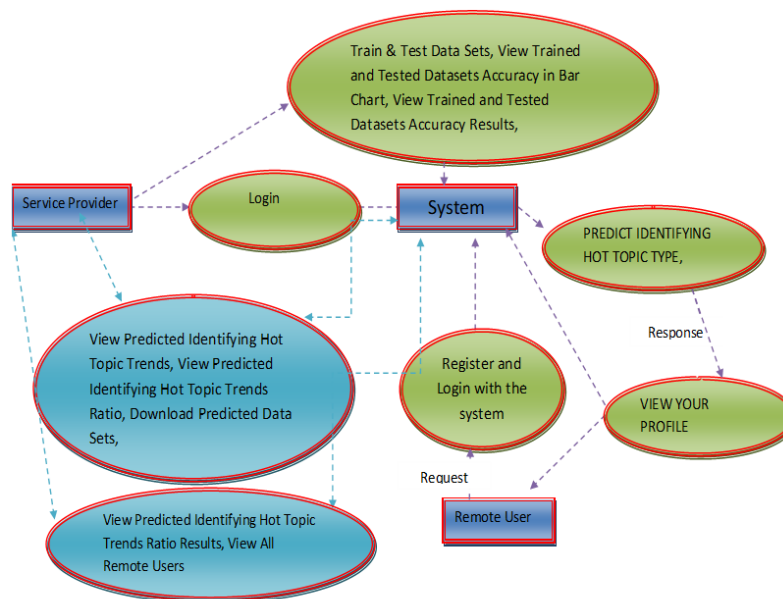 Train & Test Data Sets, View Trained
and Tested Datasets Accuracy in Bar
Chart, View Trained and Tested
Datasets Accuracy Results,
Service Provider
Login
System
PREDICT IDENTIFYING
HOT TOPIC TYPE,
View Predicted Identifying Hot
Topic Trends, View Predicted
Identifying Hot Topic Trends
Ratio, Download Predicted Data
Sets,
Register and
Login with the
system
Response
VIEW YOUR
PROFILE
Request
Remote User
View Predicted Identifying Hot Topic
Trends Ratio Results, View All
Remote Users